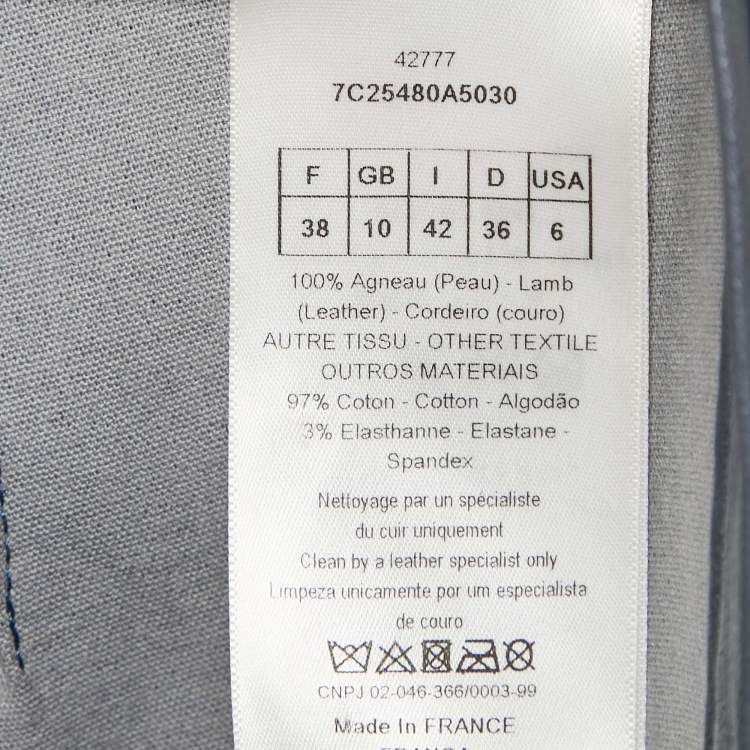 42777
7C25480A5030
F GB I D USA
38 10 42 36 6
100% Agneau (Peau) - Lamb
(Leather) - Cordeiro (couro)
AUTRE TISSU - OTHER TEXTILE
OUTROS MATERIAIS
97% Coton - Cotton - Algodão
3% Elasthanne - Elastane -
Spandex
Nettoyage par un spécialiste
du cuir uniquement
Clean by a leather specialist only
Limpeza unicamente por um especialista
de couro
CNPJ 02-046-366/0003-99
Made In FRANCE